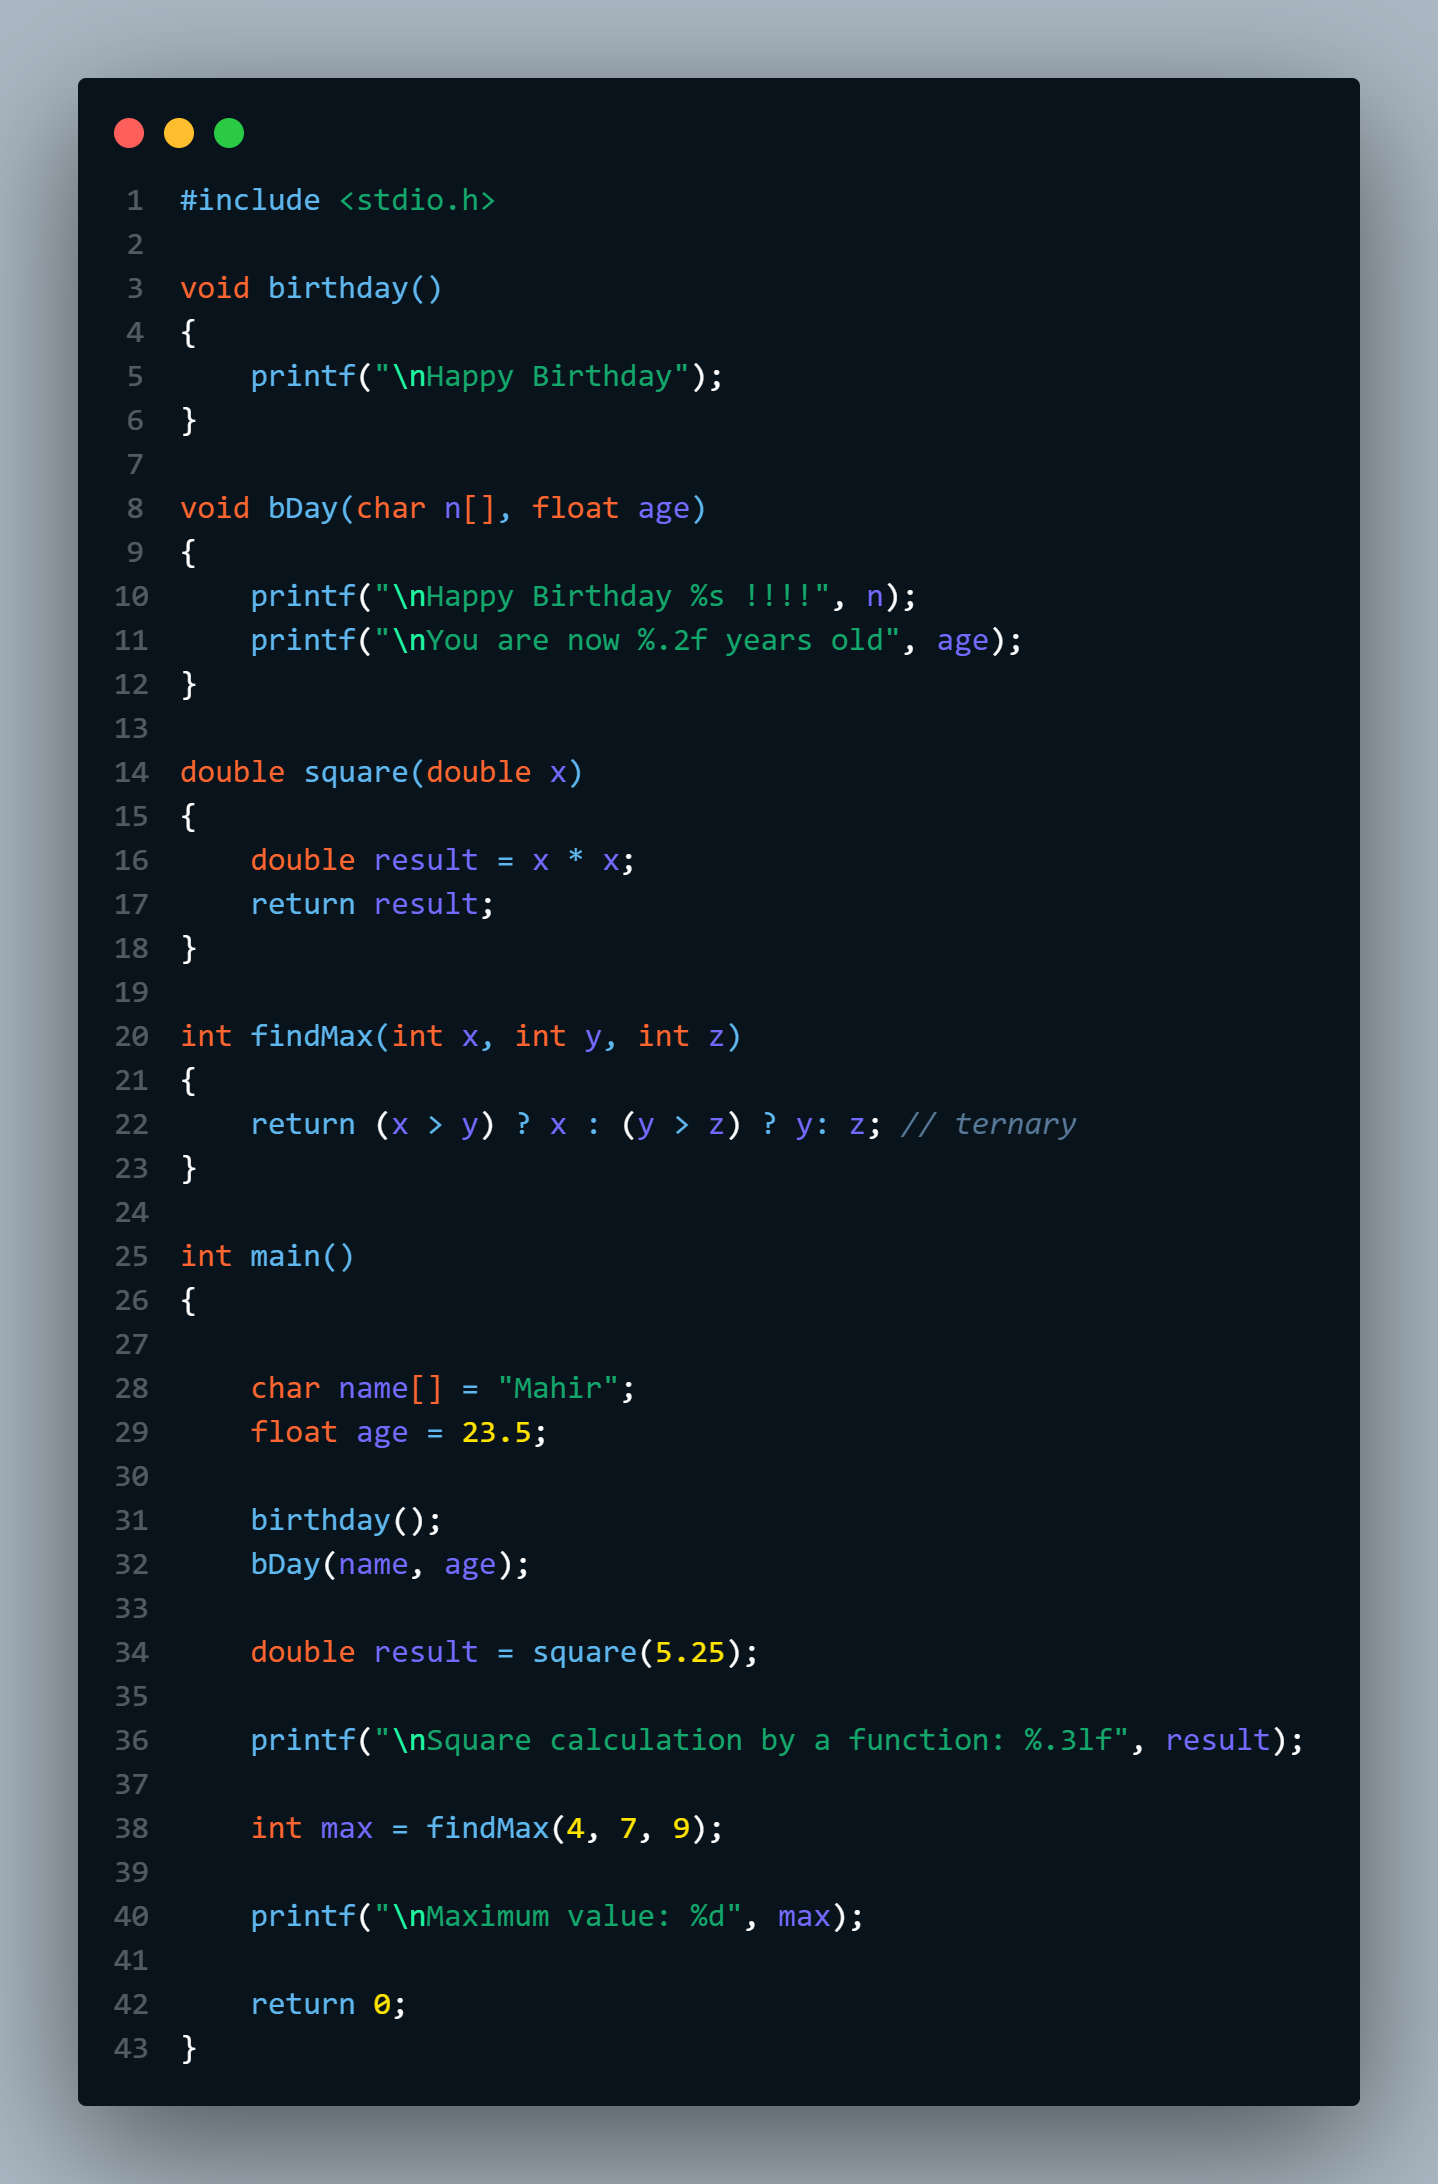 1 #include <stdio.h>
2
3 void birthday()
4 {
5     printf("\nHappy Birthday");
6 }
7
8 void bDay(char n[], float age)
9 {
10     printf("\nHappy Birthday %s !!!!", n);
11     printf("\nYou are now %.2f years old", age);
12 }
13
14 double square(double x)
15 {
16     double result = x * x;
17     return result;
18 }
19
20 int findMax(int x, int y, int z)
21 {
22     return (x > y) ? x : (y > z) ? y: z; // ternary
23 }
24
25 int main()
26 {
27
28     char name[] = "Mahir";
29     float age = 23.5;
30
31     birthday();
32     bDay(name, age);
33
34     double result = square(5.25);
35
36     printf("\nSquare calculation by a function: %.3lf", result);
37
38     int max = findMax(4, 7, 9);
39
40     printf("\nMaximum value: %d", max);
41
42     return 0;
43 }